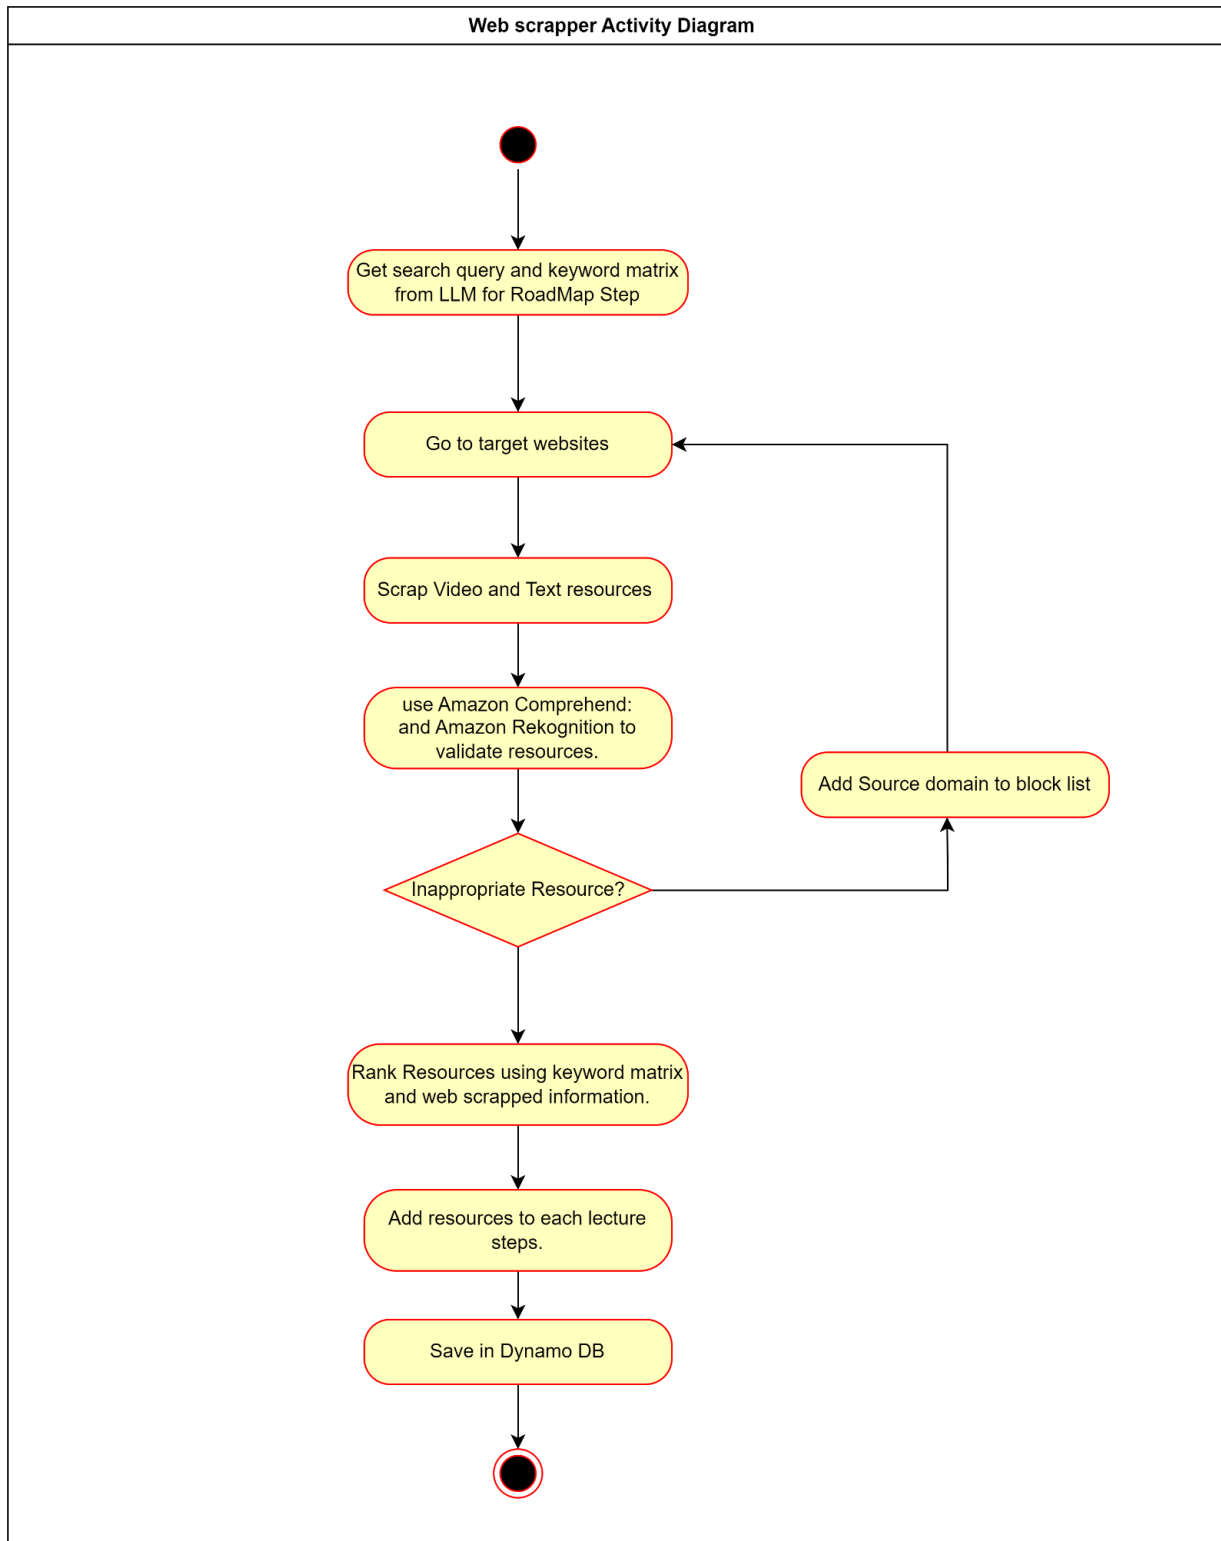 Web scrapper Activity Diagram
Get search query and keyword matrix
from LLM for RoadMap Step
Go to target websites
Scrap Video and Text resources
use Amazon Comprehend:
and Amazon Rekognition to
validate resources.
Add Source domain to block list
Inappropriate Resource?
Rank Resources using keyword matrix
and web scrapped information.
Add resources to each lecture
steps.
Save in Dynamo DB